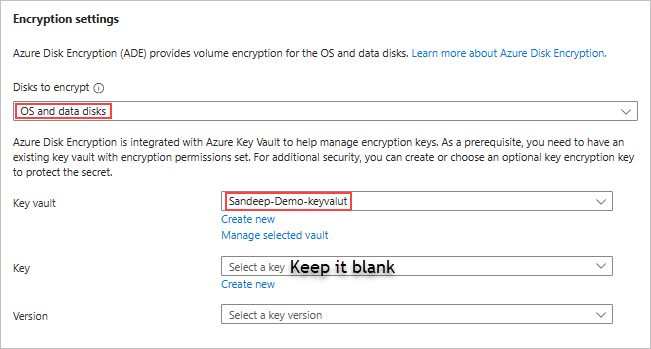 Encryption settings
Azure Disk Encryption (ADE) provides volume encryption for the OS and data disks. Learn more about Azure Disk Encryption.
Disks to encrypt
OS and data disks
Azure Disk Encryption is integrated with Azure Key Vault to help manage encryption keys. As a prerequisite, you need to have an
existing key vault with encryption permissions set. For additional security, you can create or choose an optional key encryption key
to protect the secret.
Key vault
Sandeep-Demo-keyvalut
Create new
Manage selected vault
Key
Select a key Keep it blank
Create new
Version
Select a key version